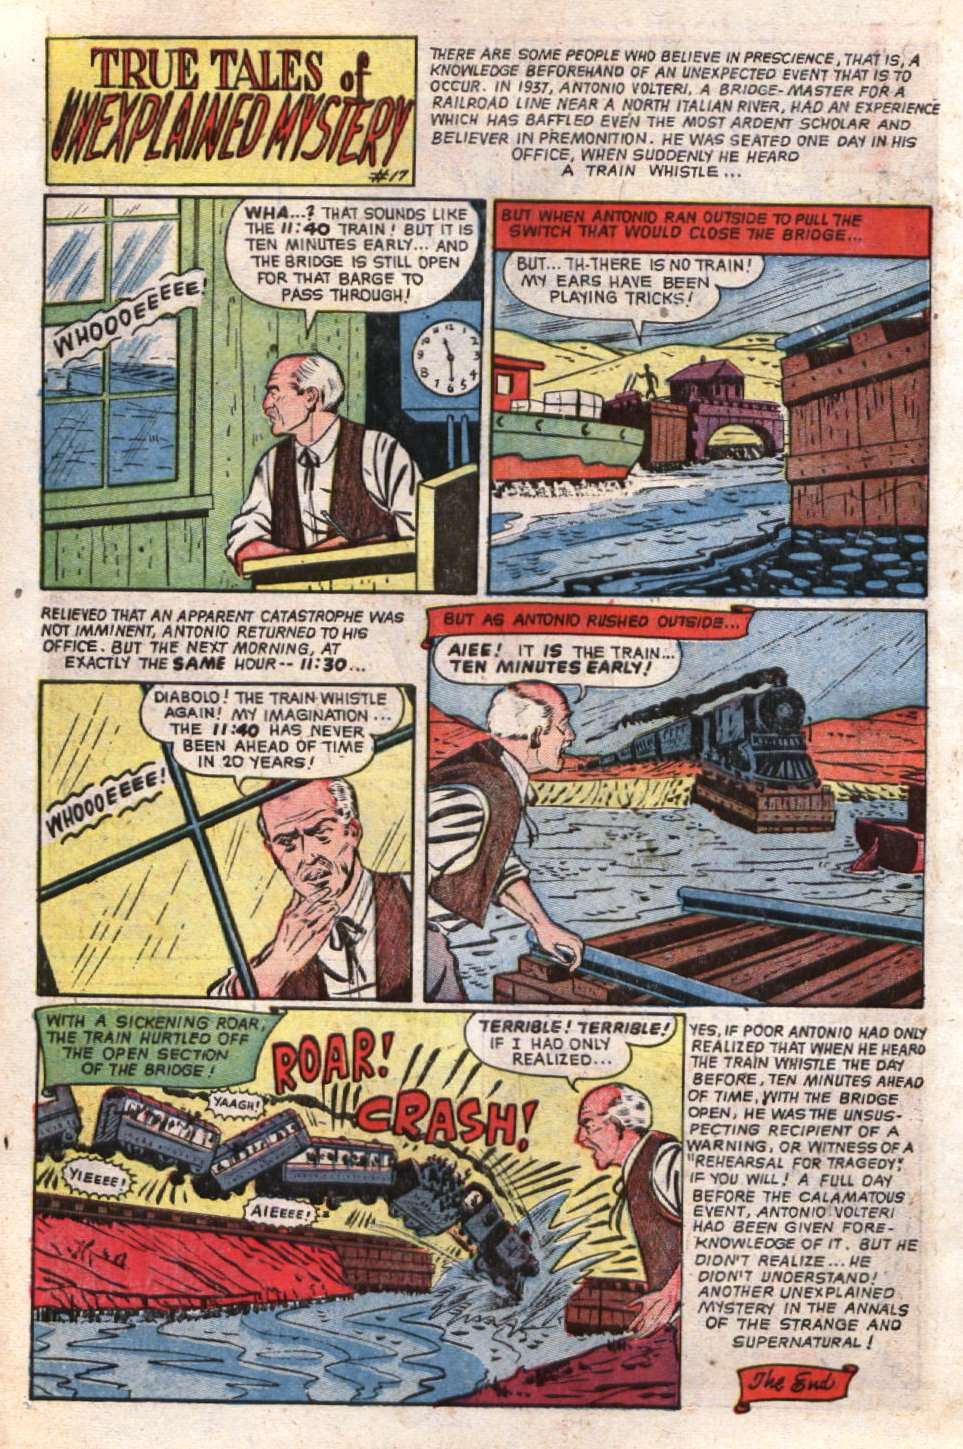 TRUE TALES of
UNEXPLAINED MYSTERY
#17
THERE ARE SOME PEOPLE WHO BELIEVE IN PRESCIENCE, THAT IS, A
KNOWLEDGE BEFOREHAND OF AN UNEXPECTED EVENT THAT IS TO
OCCUR. IN 1937, ANTONIO VOLTERI, A BRIDGE-MASTER FOR A
RAILROAD LINE NEAR A NORTH ITALIAN RIVER, HAD AN EXPERIENCE
WHICH HAS BAFFLED EVEN THE MOST ARDENT SCHOLAR AND
BELIEVER IN PREMONITION. HE WAS SEATED ONE DAY IN HIS
OFFICE, WHEN SUDDENLY HE HEARD
A TRAIN WHISTLE...
WHOOOEEEEE!
WHA...? THAT SOUNDS LIKE
THE 11:40 TRAIN! BUT IT IS
TEN MINUTES EARLY... AND
THE BRIDGE IS STILL OPEN
FOR THAT BARGE TO
PASS THROUGH!
BUT WHEN ANTONIO RAN OUTSIDE TO PULL THE
SWITCH THAT WOULD CLOSE THE BRIDGE...
BUT... TH-THERE IS NO TRAIN!
MY EARS HAVE BEEN
PLAYING TRICKS!
RELIEVED THAT AN APPARENT CATASTROPHE WAS
NOT IMMINENT, ANTONIO RETURNED TO HIS
OFFICE. BUT THE NEXT MORNING, AT
EXACTLY THE SAME HOUR-- 11:30...
WHOOOEEEE!
DIABOLO! THE TRAIN-WHISTLE
AGAIN! MY IMAGINATION...
THE 11:40 HAS NEVER
BEEN AHEAD OF TIME
IN 20 YEARS!
BUT AS ANTONIO RUSHED OUTSIDE...
AIEE! IT IS THE TRAIN...
TEN MINUTES EARLY!
WITH A SICKENING ROAR,
THE TRAIN HURTLED OFF
THE OPEN SECTION
OF THE BRIDGE!
ROAR!
CRASH!
YAAGH!
YIEEEE!
AIEEEE!
TERRIBLE! TERRIBLE!
IF I HAD ONLY
REALIZED...
YES, IF POOR ANTONIO HAD ONLY
REALIZED THAT WHEN HE HEARD
THE TRAIN WHISTLE THE DAY
BEFORE, TEN MINUTES AHEAD
OF TIME, WITH THE BRIDGE
OPEN, HE WAS THE UNSUS-
PECTING RECIPIENT OF A
WARNING, OR WITNESS OF A
"REHEARSAL FOR TRAGEDY,"
IF YOU WILL! A FULL DAY
BEFORE THE CALAMATOUS
EVENT, ANTONIO VOLTERI
HAD BEEN GIVEN FORE-
KNOWLEDGE OF IT. BUT HE
DIDN'T REALIZE... HE
DIDN'T UNDERSTAND!
ANOTHER UNEXPLAINED
MYSTERY IN THE ANNALS
OF THE STRANGE AND
SUPERNATURAL!
The End